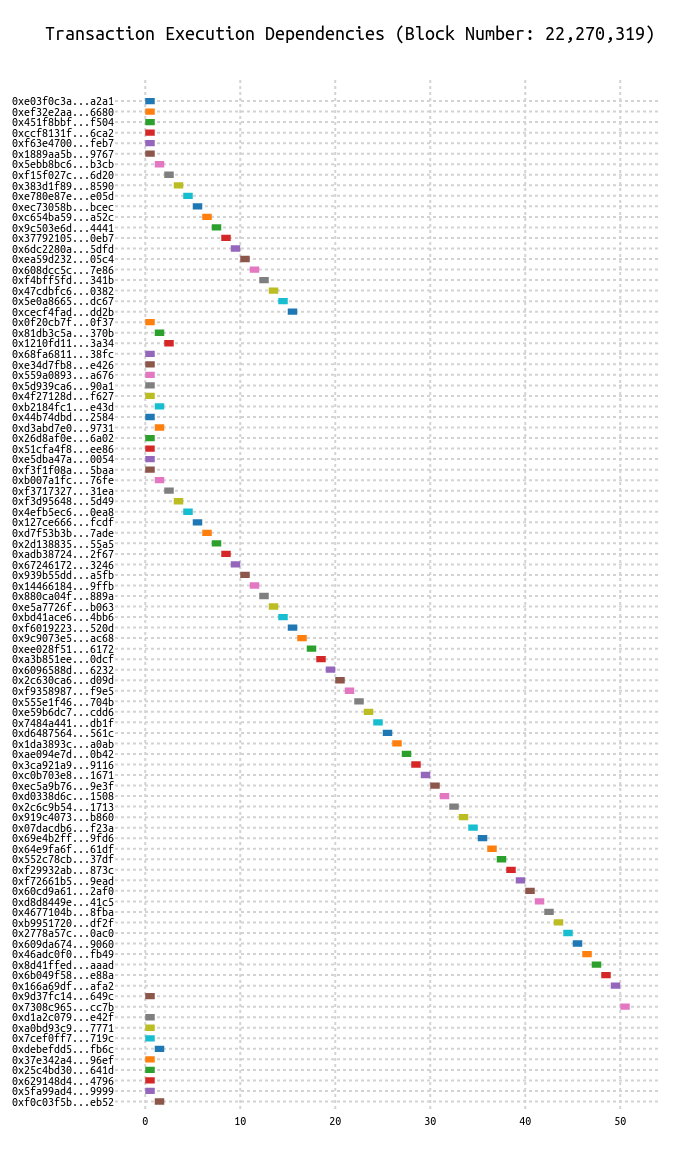 Transaction Execution Dependencies (Block Number: 22,270,319)
0xe03f0c3a...a2a1
0xef32e2aa...6680
0x451f8bbf...f504
0xccf8131f...6ca2
0xf63e4700...feb7
0x1889aa5b...9767
0x5ebb8bc6...b3cb
0xf15f027c...6d20
0x383d1f89...8590
0xe780e87e...e05d
0xec73058b...bcec
0xc654ba59...a52c
0x9c503e6d...4441
0x37792105...0eb7
0x6dc2280a...5dfd
0xea59d232...05c4
0x608dcc5c...7e86
0xf4bff5fd...341b
0x47cdbfc6...0382
0x5e0a8665...dc67
0xcecf4fad...dd2b
0x0f20cb7f...0f37
0x81db3c5a...370b
0x1210fd11...3a34
0x68fa6811...38fc
0xe34d7fb8...e426
0x559a0893...a676
0x5d939ca6...90a1
0x4f27128d...f627
0xb2184fc1...e43d
0x44b74dbd...2584
0xd3abd7e0...9731
0x26d8af0e...6a02
0x51cfa4f8...ee86
0xe5dba47a...0054
0xf3f1f08a...5baa
0xb007a1fc...76fe
0xf3717327...31ea
0xf3d95648...5d49
0x4efb5ec6...0ea8
0x127ce666...fcdf
0xd7f53b3b...7ade
0x2d138835...55a5
0xadb38724...2f67
0x67246172...3246
0x939b55dd...a5fb
0x14466184...9ffb
0x880ca04f...889a
0xe5a7726f...b063
0xbd41ace6...4bb6
0xf6019223...520d
0x9c9073e5...ac68
0xee028f51...6172
0xa3b851ee...0dcf
0x6096588d...6232
0x2c630ca6...d09d
0xf9358987...f9e5
0x555e1f46...704b
0xe59b6dc7...cdd6
0x7484a441...db1f
0xd6487564...561c
0x1da3893c...a0ab
0xae094e7d...0b42
0x3ca921a9...9116
0xc0b703e8...1671
0xec5a9b76...9e3f
0xd0338d6c...1508
0x2c6c9b54...1713
0x919c4073...b860
0x07dacdb6...f23a
0x69e4b2ff...9fd6
0x64e9fa6f...61df
0x552c78cb...37df
0xf29932ab...873c
0xf72661b5...9ead
0x60cd9a61...2af0
0xd8d8449e...41c5
0x4677104b...8fba
0xb9951720...df2f
0x2778a57c...0ac0
0x609da674...9060
0x46adc0f0...fb49
0x8d41ffed...aaad
0x6b049f58...e88a
0x166a69df...afa2
0x9d37fc14...649c
0x7308c965...cc7b
0xd1a2c079...e42f
0xa0bd93c9...7771
0x7cef0ff7...719c
0xdebefdd5...fb6c
0x37e342a4...96ef
0x25c4bd30...641d
0x629148d4...4796
0x5fa99ad4...9999
0xf0c03f5b...eb52
0 10 20 30 40 50